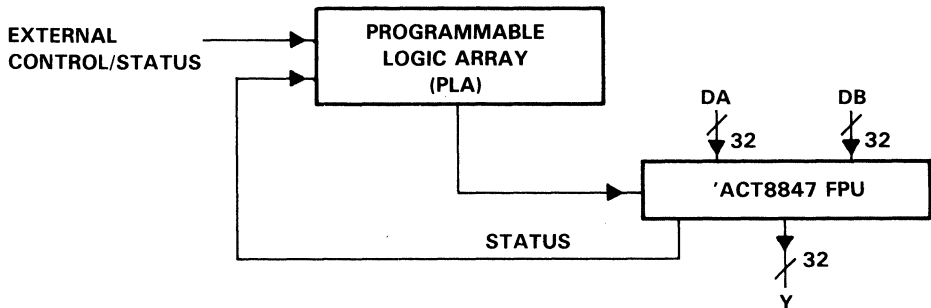 EXTERNAL
CONTROL/STATUS
PROGRAMMABLE
LOGIC ARRAY
(PLA)
DA
DB
32
32
'ACT8847 FPU
STATUS
32
Y